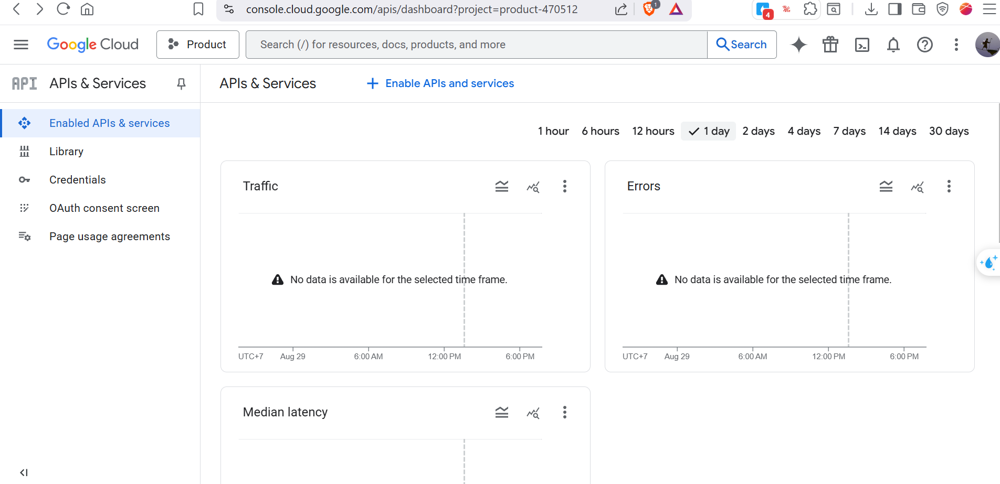 console.cloud.google.com/apis/dashboard?project=product-470512
1
4
Google Cloud
Product
Search (/) for resources, docs, products, and more
Search
API
APIs & Services
APIs & Services
Enable APIs and services
Enabled APIs & services
Library
Credentials
OAuth consent screen
Page usage agreements
1 hour 6 hours 12 hours 1 day 2 days 4 days 7 days 14 days 30 days
Traffic
No data is available for the selected time frame.
UTC+7 Aug 29 6:00 AM 12:00 PM 6:00 PM
Errors
No data is available for the selected time frame.
UTC+7 Aug 29 6:00 AM 12:00 PM 6:00 PM
Median latency